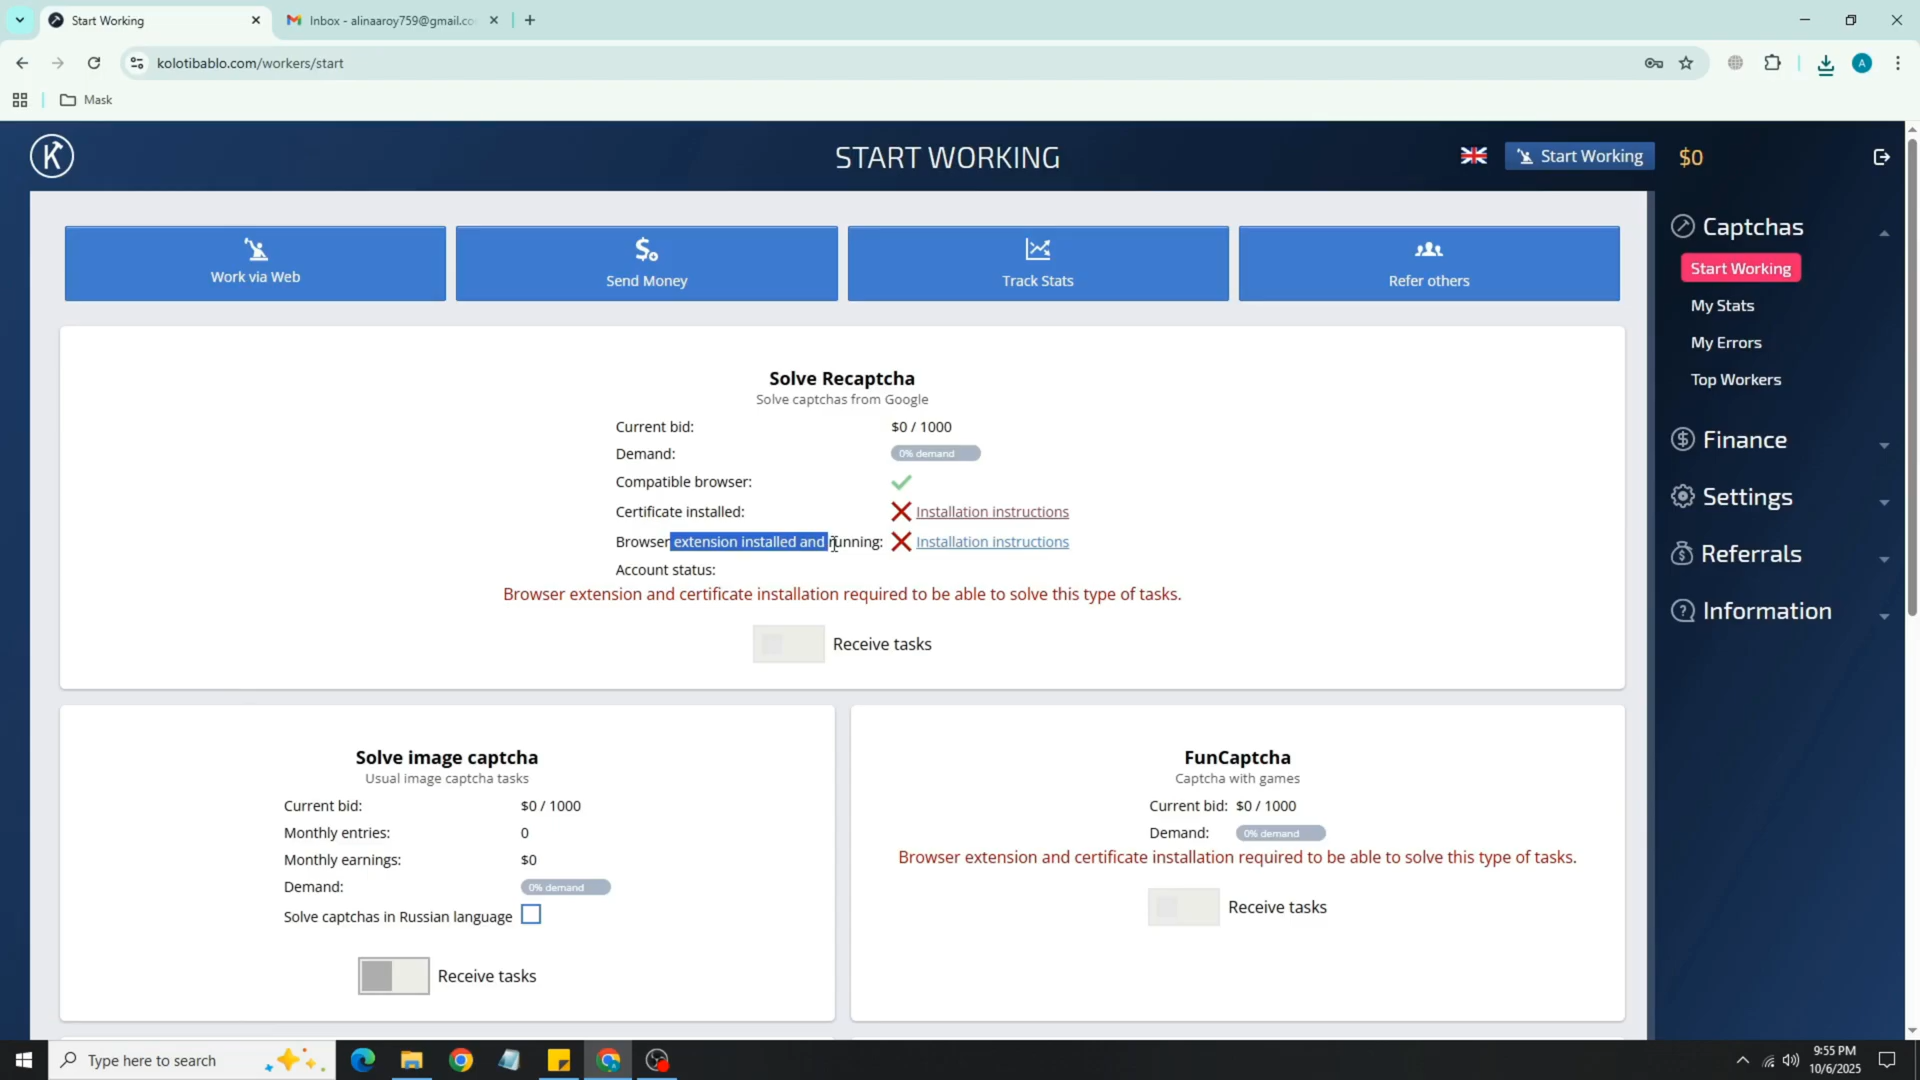 Start Working
Inbox - alinaaroy759@gmail.co
kolotibablo.com/workers/start
A
Mask
K
START WORKING
Start Working
$0
Work via Web
Send Money
Track Stats
Refer others
Captchas
Start Working
My Stats
My Errors
Top Workers
Finance
Settings
Referrals
Information
Solve Recaptcha
Solve captchas from Google
Current bid: $0 / 1000
Demand: 0% demand
Compatible browser:
Certificate installed: Installation instructions
Browser extension installed and running: Installation instructions
Account status:
Browser extension and certificate installation required to be able to solve this type of tasks.
Receive tasks
Solve image captcha
Usual image captcha tasks
Current bid: $0 / 1000
Monthly entries: 0
Monthly earnings: $0
Demand: 0% demand
Solve captchas in Russian language
Receive tasks
FunCaptcha
Captcha with games
Current bid: $0 / 1000
Demand: 0% demand
Browser extension and certificate installation required to be able to solve this type of tasks.
Receive tasks
Type here to search
9:55 PM
10/6/2025